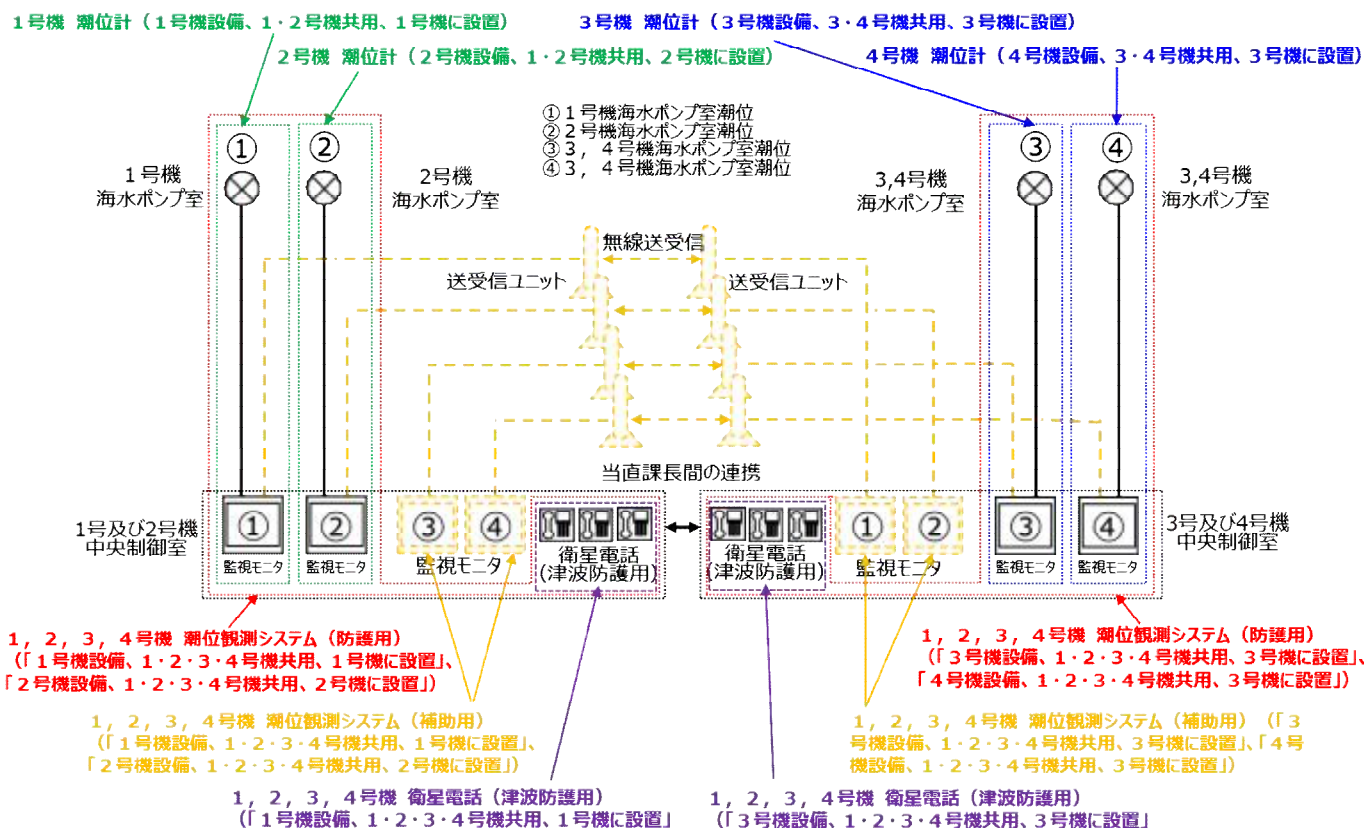 1号機 潮位計（１号機設備、１・２号機共用、１号機に設置）
3号機 潮位計（３号機設備、３・４号機共用、３号機に設置）
2号機 潮位計（２号機設備、１・２号機共用、２号機に設置）
4号機 潮位計（４号機設備、３・４号機共用、３号機に設置）
①１号機海水ポンプ室潮位
②２号機海水ポンプ室潮位
③３，４号機海水ポンプ室潮位
④３，４号機海水ポンプ室潮位
①
②
③
④
1号機
海水ポンプ室
2号機
海水ポンプ室
3,4号機
海水ポンプ室
3,4号機
海水ポンプ室
無線送受信
送受信ユニット
送受信ユニット
当直課長間の連携
1号及び2号機
中央制御室
①
監視モニタ
②
監視モニタ
③
④
監視モニタ
衛星電話
(津波防護用)
衛星電話
(津波防護用)
①
②
監視モニタ
③
監視モニタ
④
監視モニタ
3号及び4号機
中央制御室
１，２，３，４号機 潮位観測システム（防護用）
（「１号機設備、１・２・３・４号機共用、１号機に設置」、
「２号機設備、１・２・３・４号機共用、２号機に設置」）
１，２，３，４号機 潮位観測システム（防護用）
（「３号機設備、１・２・３・４号機共用、３号機に設置」、
「４号機設備、１・２・３・４号機共用、３号機に設置」）
１，２，３，４号機 潮位観測システム（補助用）
（「１号機設備、１・２・３・４号機共用、１号機に設置」、
「２号機設備、１・２・３・４号機共用、２号機に設置」）
１，２，３，４号機 潮位観測システム（補助用）（「３
号機設備、１・２・３・４号機共用、３号機に設置」、「４号
機設備、１・２・３・４号機共用、３号機に設置」）
１，２，３，４号機 衛星電話（津波防護用）
（「１号機設備、１・２・３・４号機共用、１号機に設置」
１，２，３，４号機 衛星電話（津波防護用）
（「３号機設備、１・２・３・４号機共用、３号機に設置」